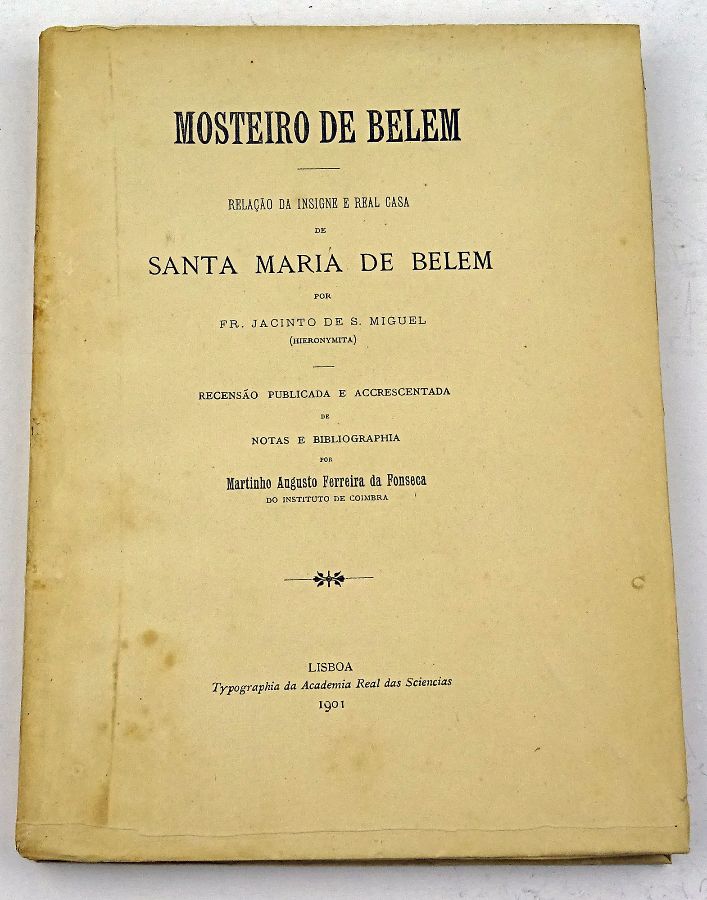 MOSTEIRO DE BELEM
RELAÇÃO DA INSIGNE E REAL CASA
DE
SANTA MARIA DE BELEM
POR
FR. JACINTO DE S. MIGUEL
(HIERONYMITA)
RECENSÃO PUBLICADA E ACCRESCENTADA
DE
NOTAS E BIBLIOGRAPHIA
POR
Martinho Augusto Ferreira da Fonseca
DO INSTITUTO DE COIMBRA
LISBOA
Typographia da Academia Real das Sciencias
1901